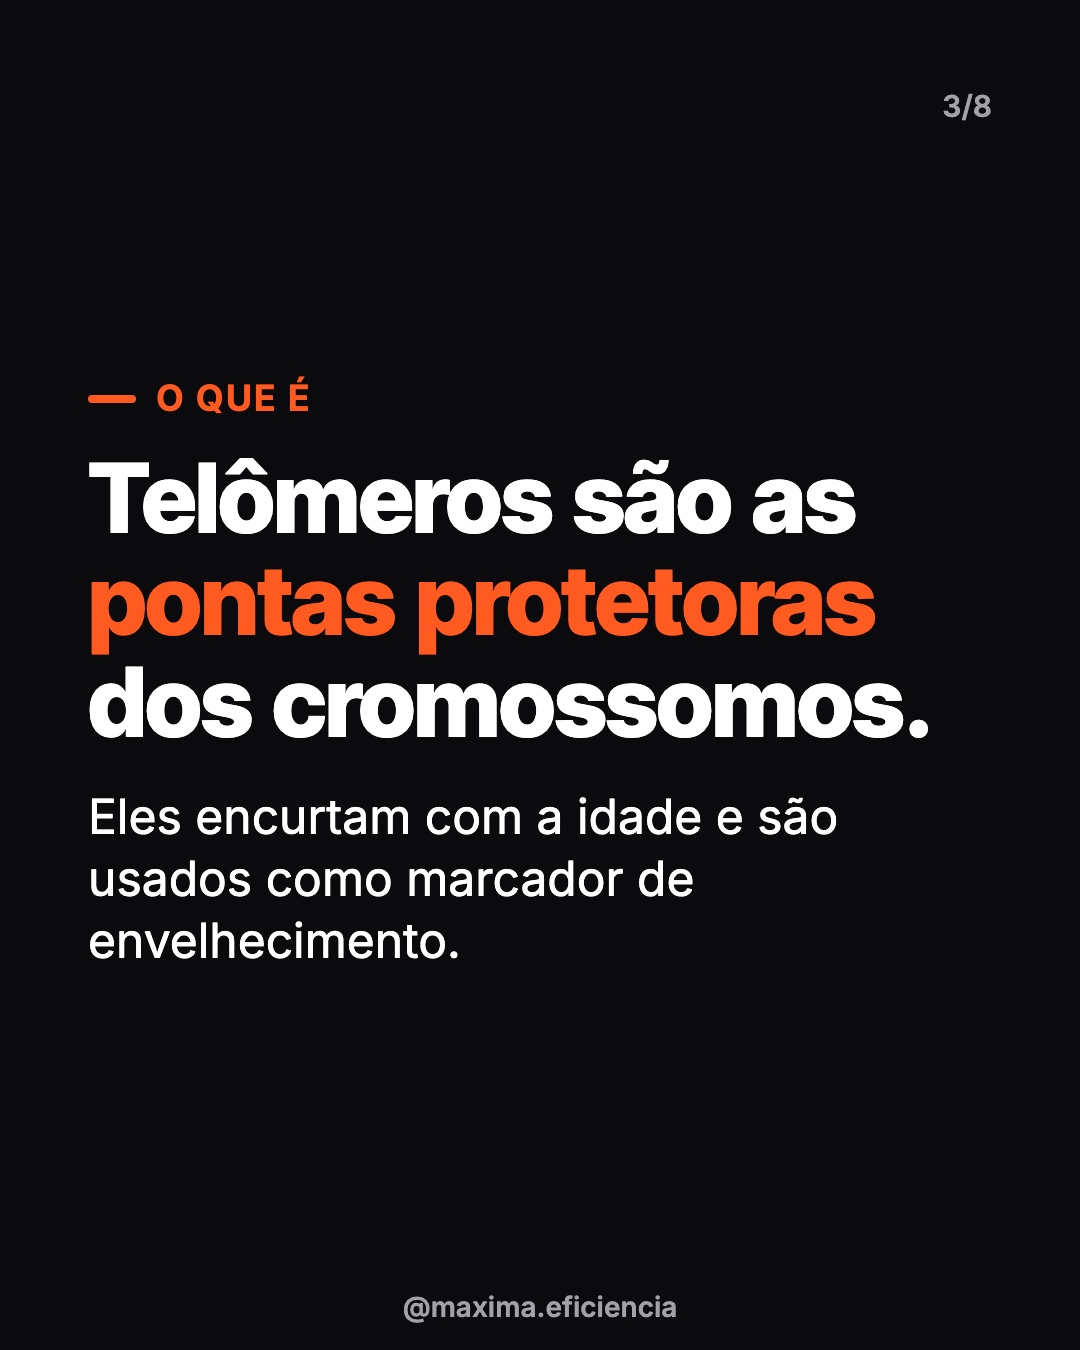 3/8
O QUE É
Telômeros são as
pontas protetoras
dos cromossomos.
Eles encurtam com a idade e são
usados como marcador de
envelhecimento.
@maxima.eficiencia